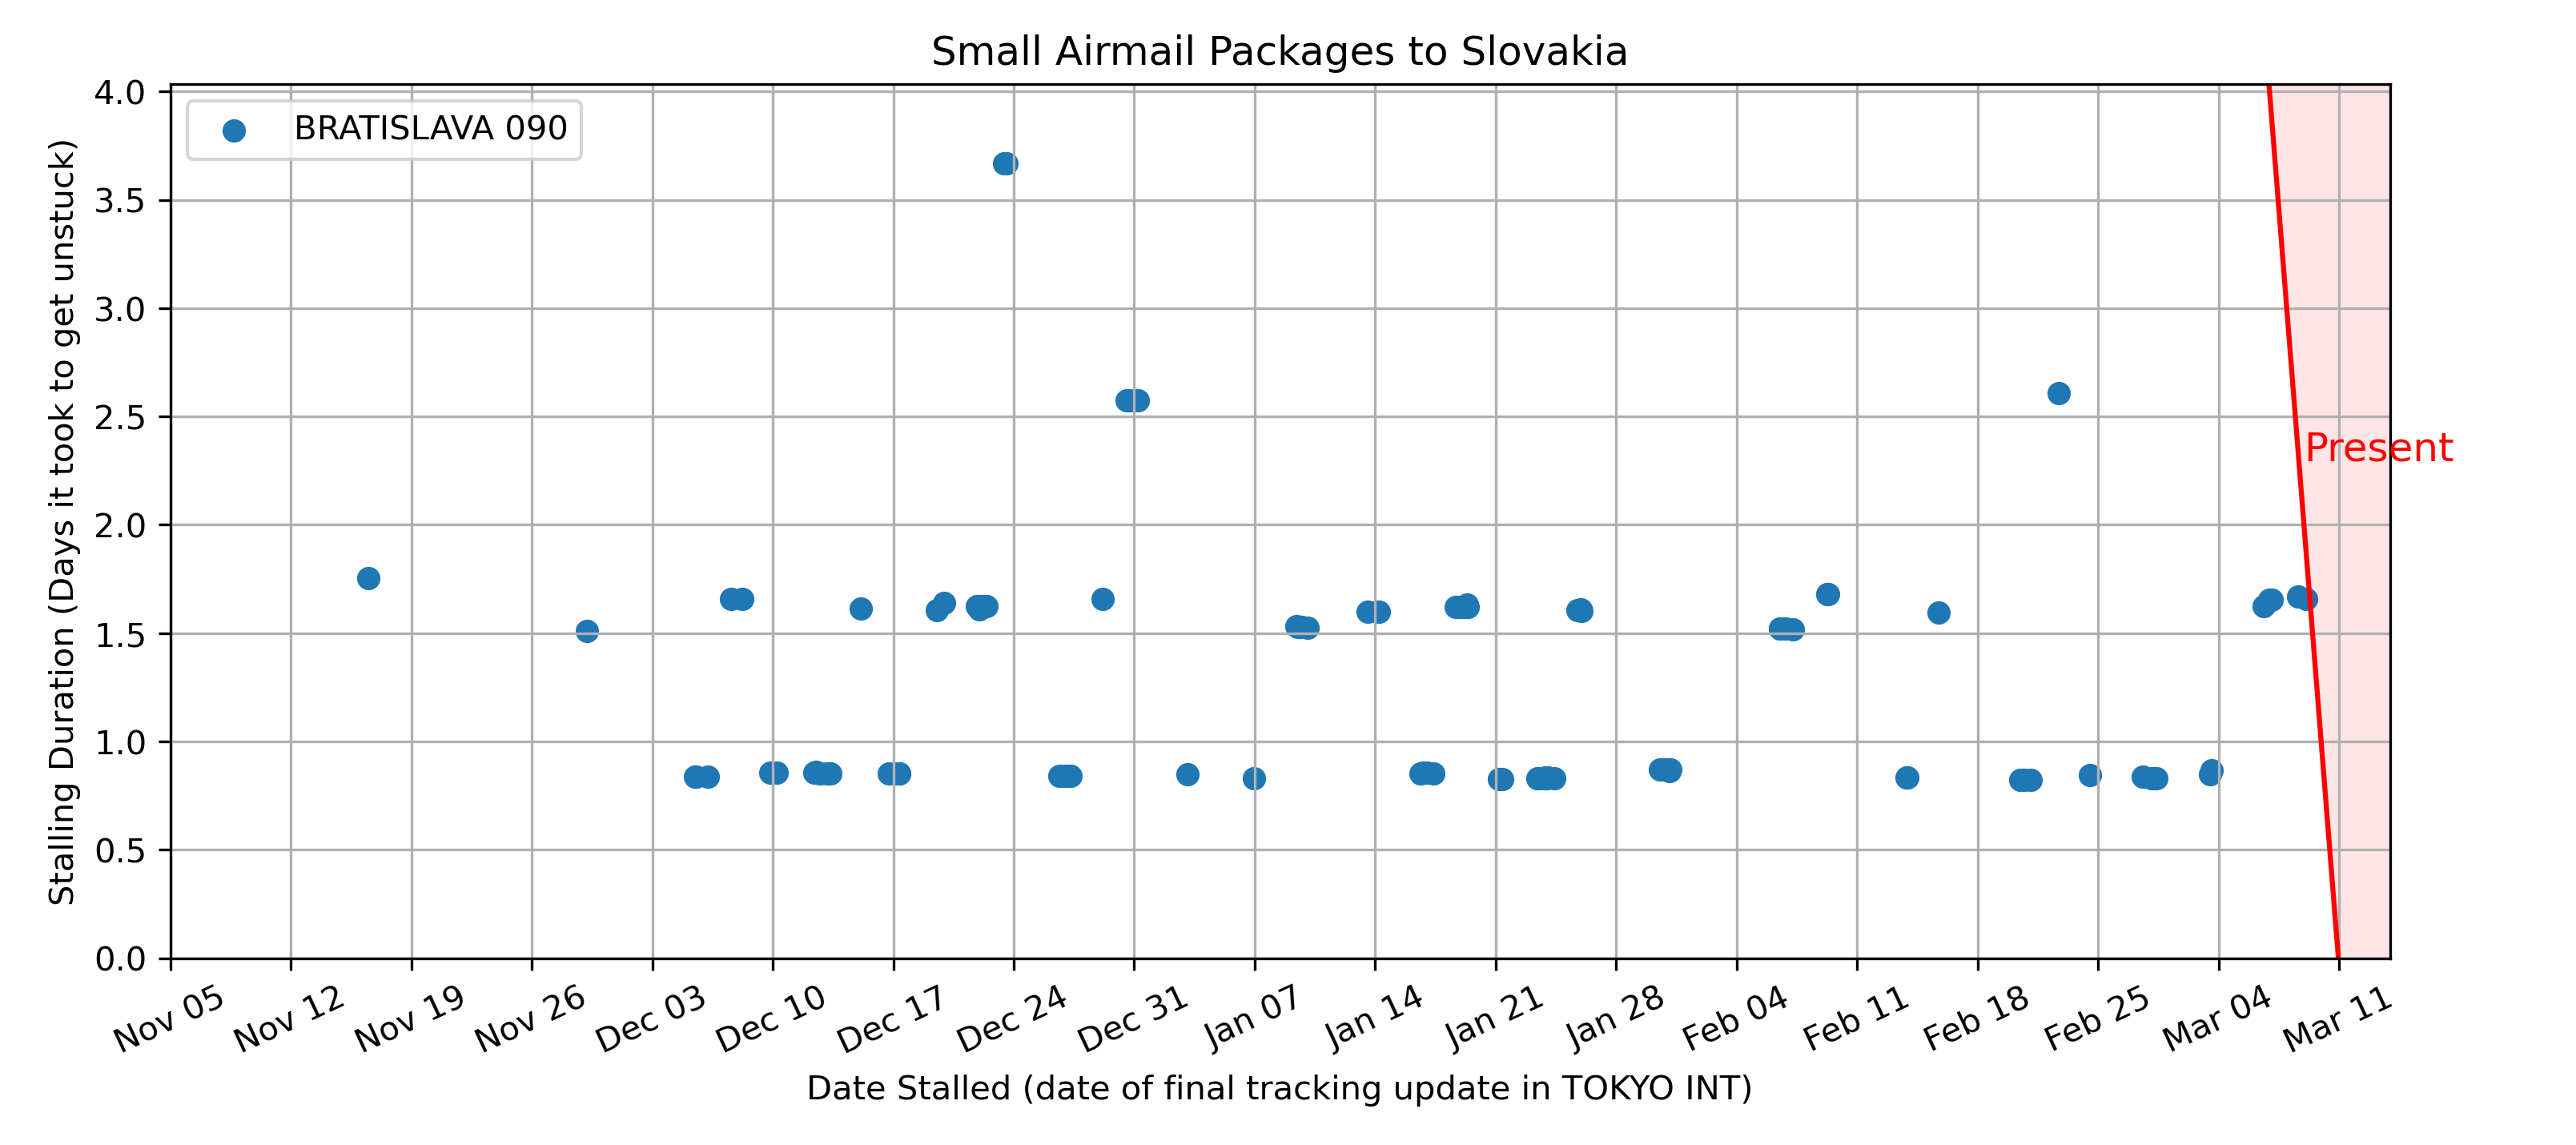 Small Airmail Packages to Slovakia
BRATISLAVA 090
Stalling Duration (Days it took to get unstuck)
4.0
3.5
3.0
2.5
2.0
1.5
1.0
0.5
0.0
Present
Nov 05 Nov 12 Nov 19 Nov 26 Dec 03 Dec 10 Dec 17 Dec 24 Dec 31 Jan 07 Jan 14 Jan 21 Jan 28 Feb 04 Feb 11 Feb 18 Feb 25 Mar 04 Mar 11
Date Stalled (date of final tracking update in TOKYO INT)